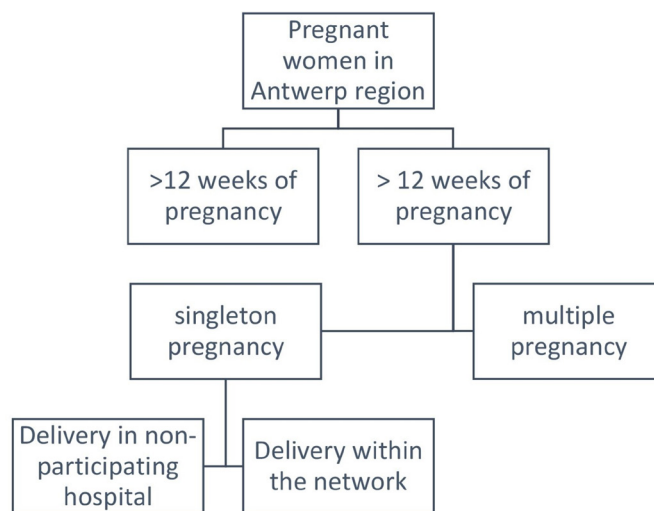 Pregnant
women in
Antwerp region
>12 weeks of
pregnancy
> 12 weeks of
pregnancy
singleton
pregnancy
multiple
pregnancy
Delivery in non-
participating
hospital
Delivery within
the network